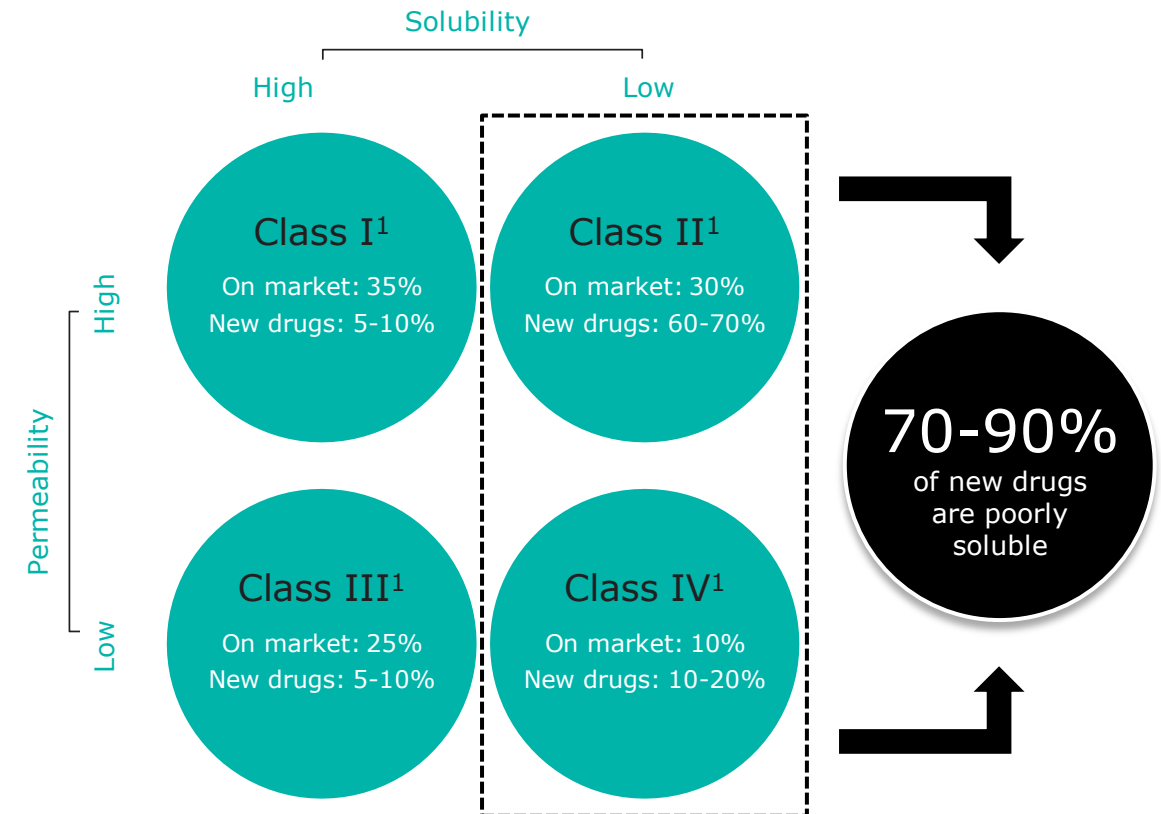 Solubility
High
Low
Class I¹
On market: 35%
New drugs: 5-10%
Class II¹
On market: 30%
New drugs: 60-70%
Permeability
High
Low
Class III¹
On market: 25%
New drugs: 5-10%
Class IV¹
On market: 10%
New drugs: 10-20%
70-90%
of new drugs
are poorly
soluble